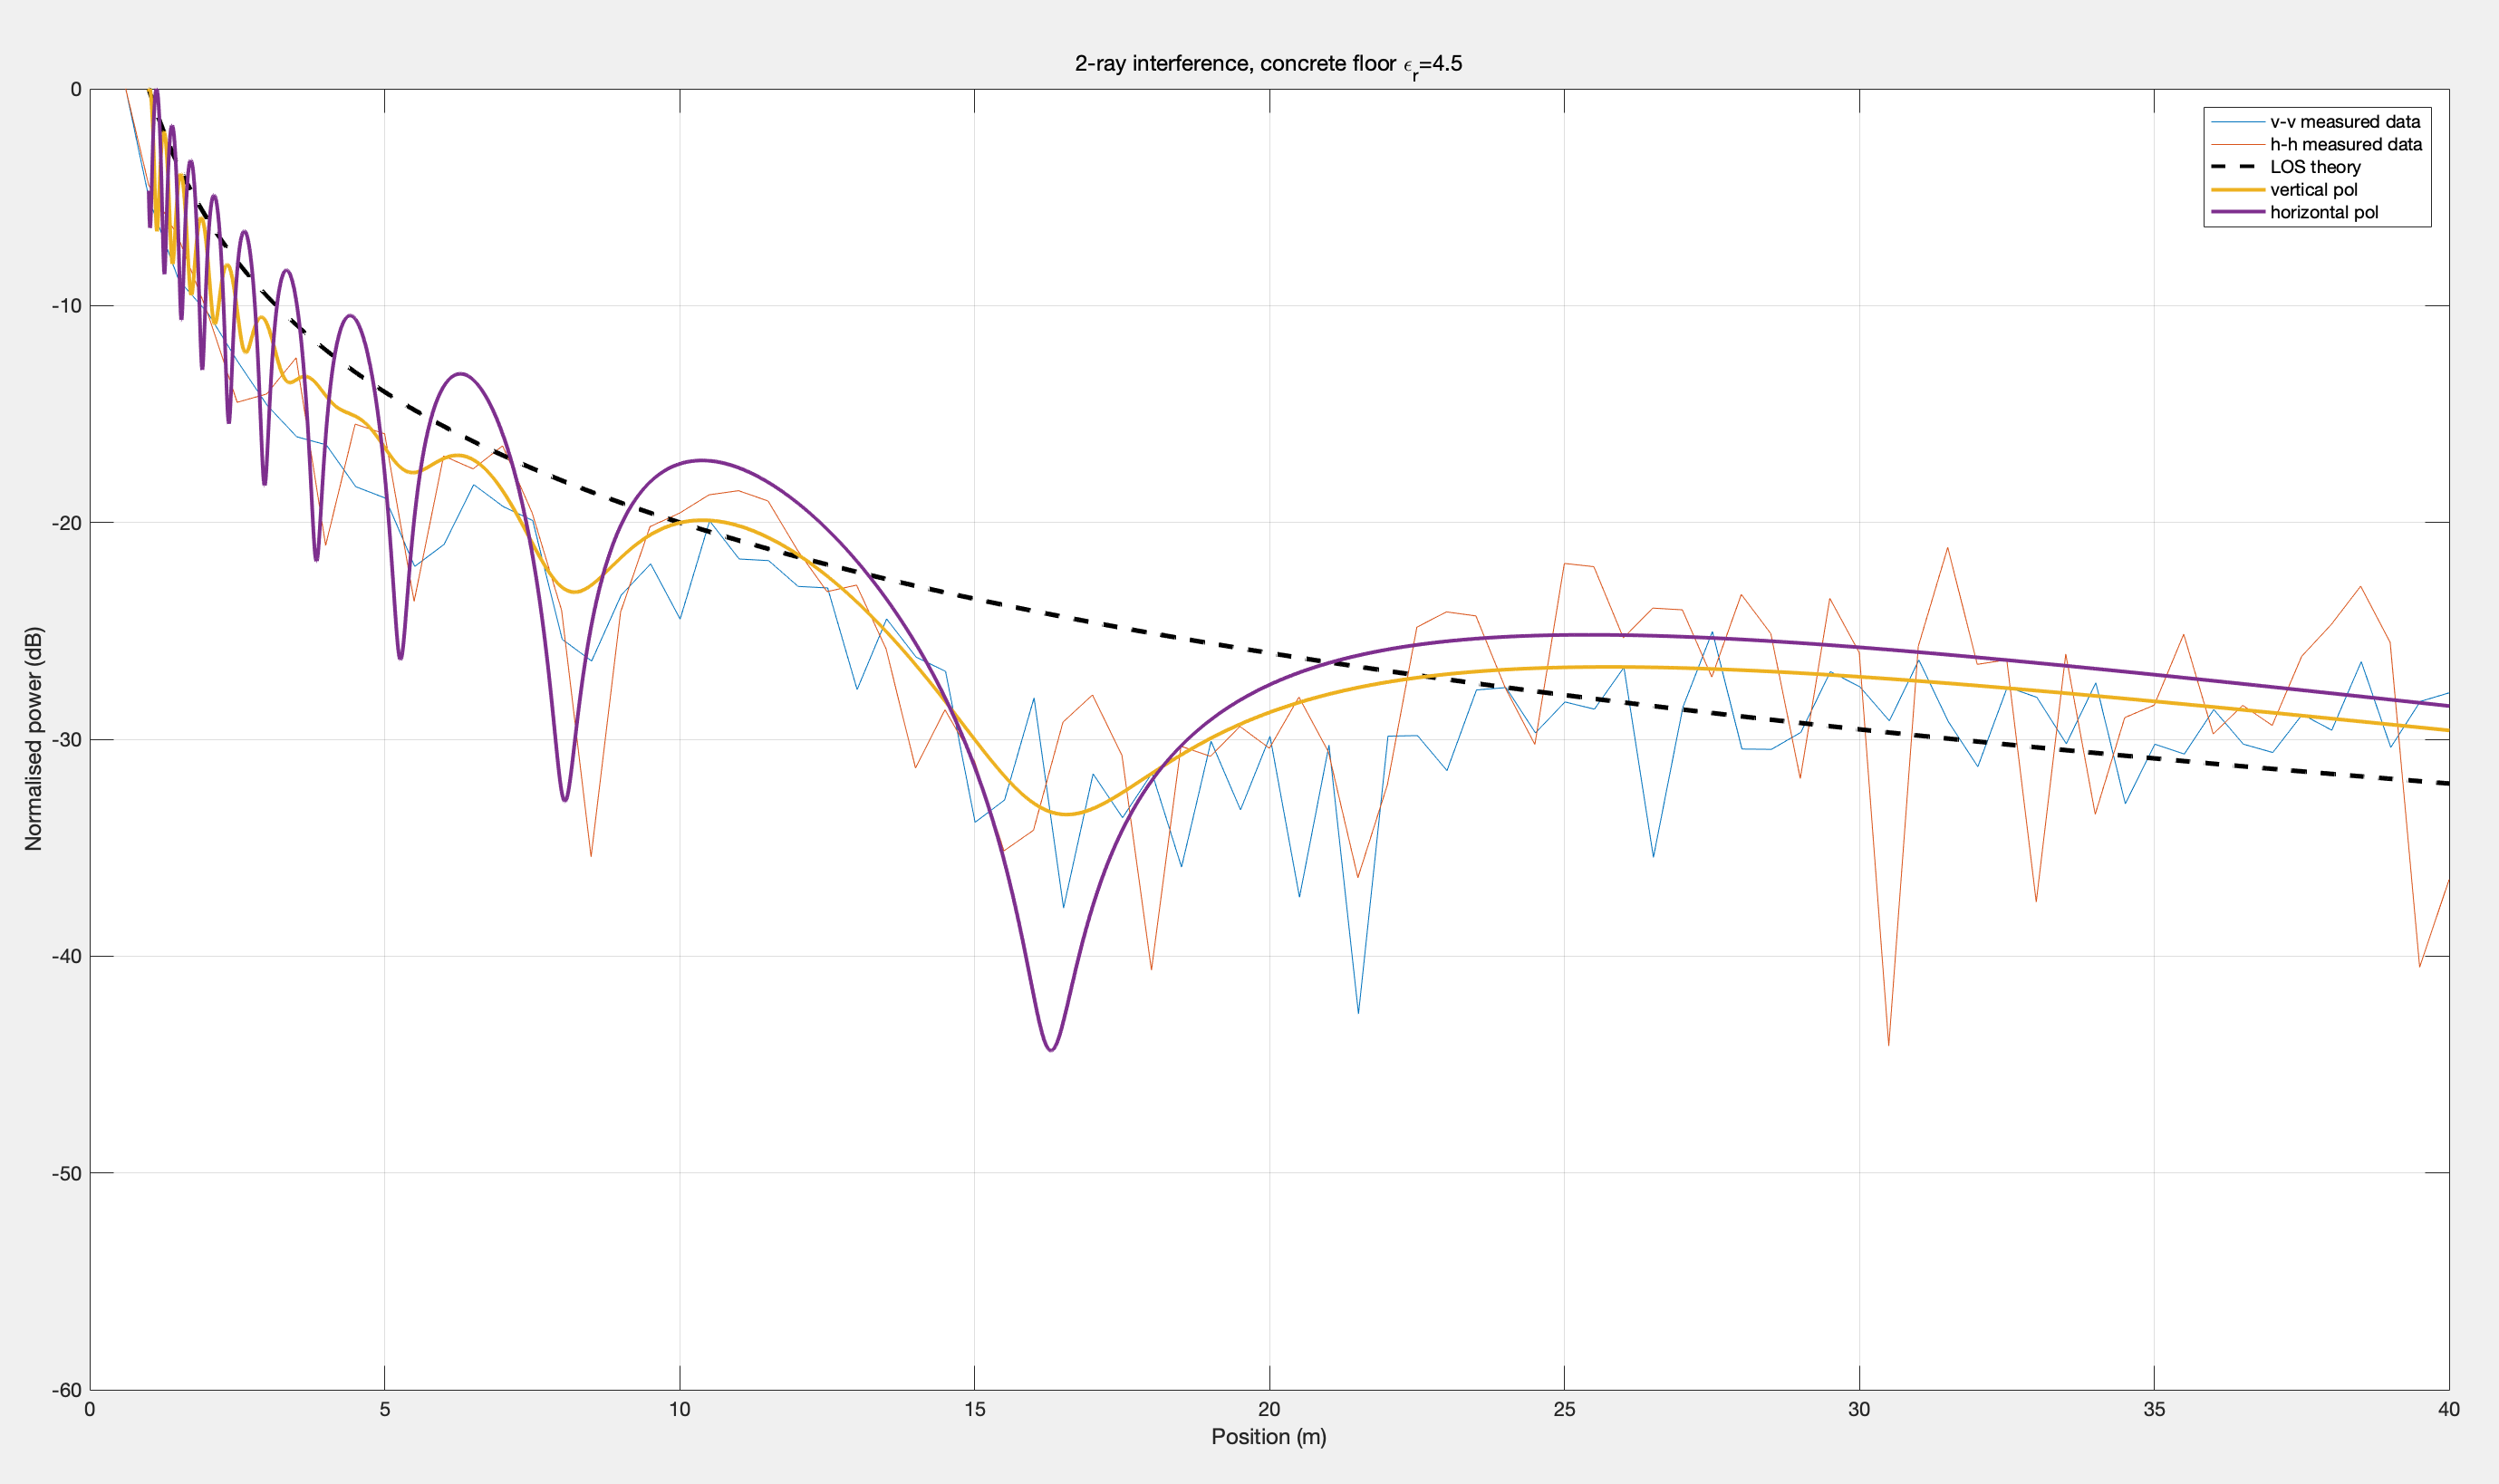 2-ray interference, concrete floor ϵr=4.5
v-v measured data
h-h measured data
LOS theory
vertical pol
horizontal pol
Normalised power (dB)
0
-10
-20
-30
-40
-50
-60
0 5 10 15 20 25 30 35 40
Position (m)